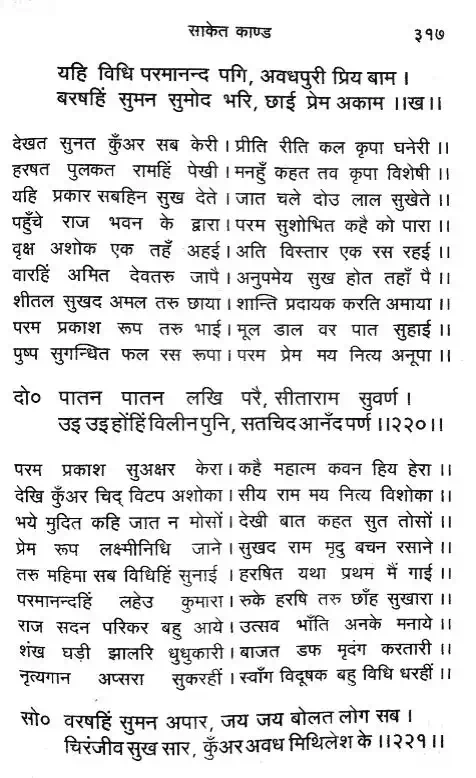 साकेत काण्ड ३१७
यहि विधि परमानन्द पगि, अवधपुरी प्रिय बाम ।
बरषहिं सुमन सुमोद भरि, छाई प्रेम अकाम ।।ख।।
देखत सुनत कुँअर सब केरी । प्रीति रीति कल कृपा घनेरी ।।
हरषत पुलकत रामहिं पेखी । मनहुँ कहत तव कृपा विशेषी ।।
यहि प्रकार सबहिन सुख देते । जात चले दोउ लाल सुखेते ।।
पहुँचे राज भवन के द्वारा । परम सुशोभित कहै को पारा ।।
वृक्ष अशोक एक तहँ अहई । अति विस्तार एक रस रहई ।।
वारहिं अमित देवतरु जापै । अनुपमेय सुख होत तहाँ पै ।।
शीतल सुखद अमल तरु छाया । शान्ति प्रदायक करति अमाया ।।
परम प्रकाश रूप तरु भाई । मूल डाल वर पात सुहाई ।।
पुष्प सुगन्धित फल रस रूपा । परम प्रेम मय नित्य अनूपा ।।
दो० पातन पातन लखि परै, सीताराम सुवर्ण ।
उइ उइ होंहिं विलीन पुनि, सतचिद आनँद पर्ण ।।२२०।।
परम प्रकाश सुअक्षर केरा । कहै महात्म कवन हिय हेरा ।।
देखि कुँअर चिद् विटप अशोका । सीय राम मय नित्य विशोका ।।
भये मुदित कहि जात न मोसों । देखी बात कहत सुत तोसों ।।
प्रेम रूप लक्ष्मीनिधि जाने । सुखद राम मृदु बचन रसाने ।।
तरु महिमा सब विधिहिं सुनाई । हरषित यथा प्रथम मैं गाई ।।
परमानन्दहिं लहेउ कुमारा । रुके हरषि तरु छाँह सुखारा ।।
राज सदन परिकर बहु आये । उत्सव भाँति अनके मनाये ।।
शंख घड़ी झालरि धुधुकारी । बाजत डफ मृदंग करतारी ।।
नृत्यगान अप्सरा सुकरहीं । स्वाँग विदूषक बहु विधि धरहीं ।।
सो० वरषहिं सुमन अपार, जय जय बोलत लोग सब ।
चिरंजीव सुख सार, कुँअर अवध मिथिलेश के ।।२२१।।